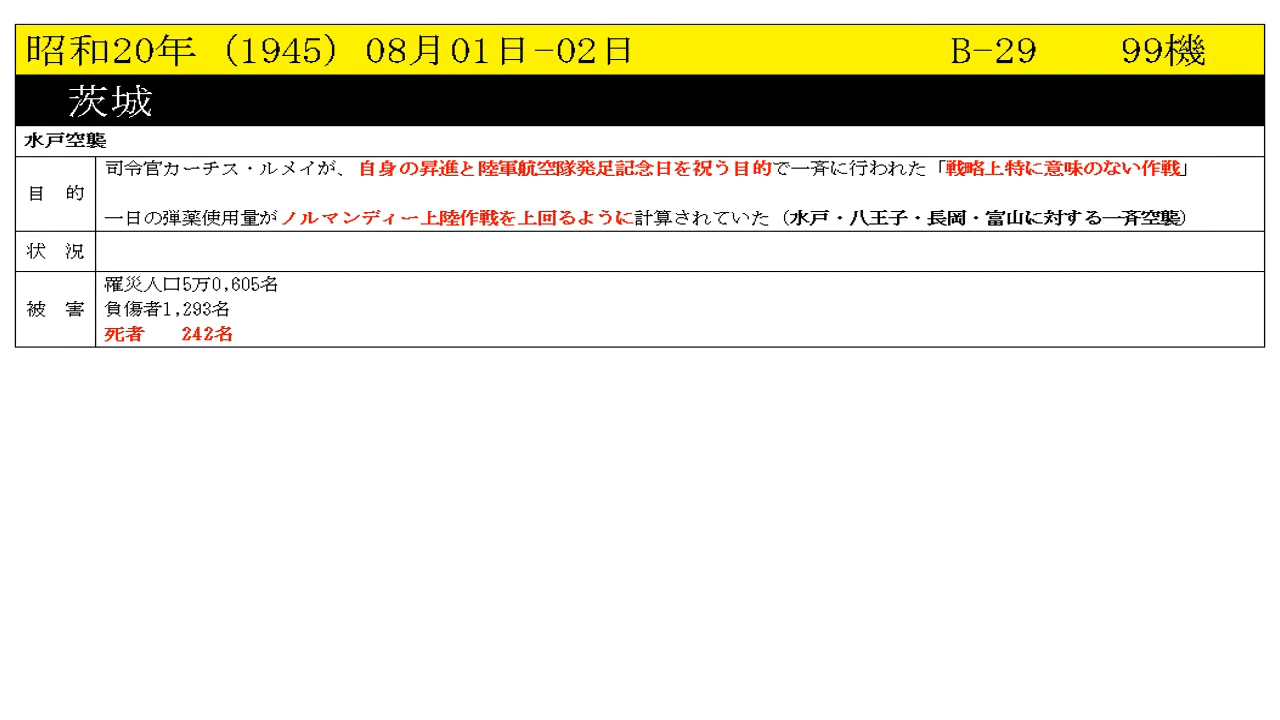 昭和20年（1945）08月01日-02日　B-29　99機
茨城
水戸空襲
目　的
司令官カーチス・ルメイが、自身の昇進と陸軍航空隊発足記念日を祝う目的で一斉に行われた「戦略上特に意味のない作戦」
一日の弾薬使用量がノルマンディー上陸作戦を上回るように計算されていた（水戸・八王子・長岡・富山に対する一斉空襲）
状　況
被　害
罹災人口5万0,605名
負傷者1,293名
死者　242名